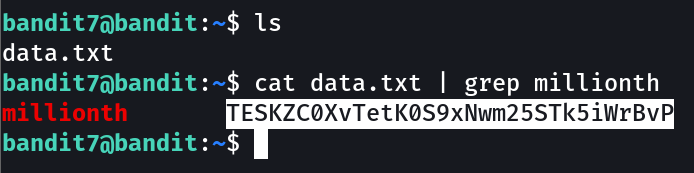 bandit7@bandit:~$ ls
data.txt
bandit7@bandit:~$ cat data.txt | grep millionth
millionth       TESKZC0XvTetK0S9xNwm25STk5iWrBvP
bandit7@bandit:~$